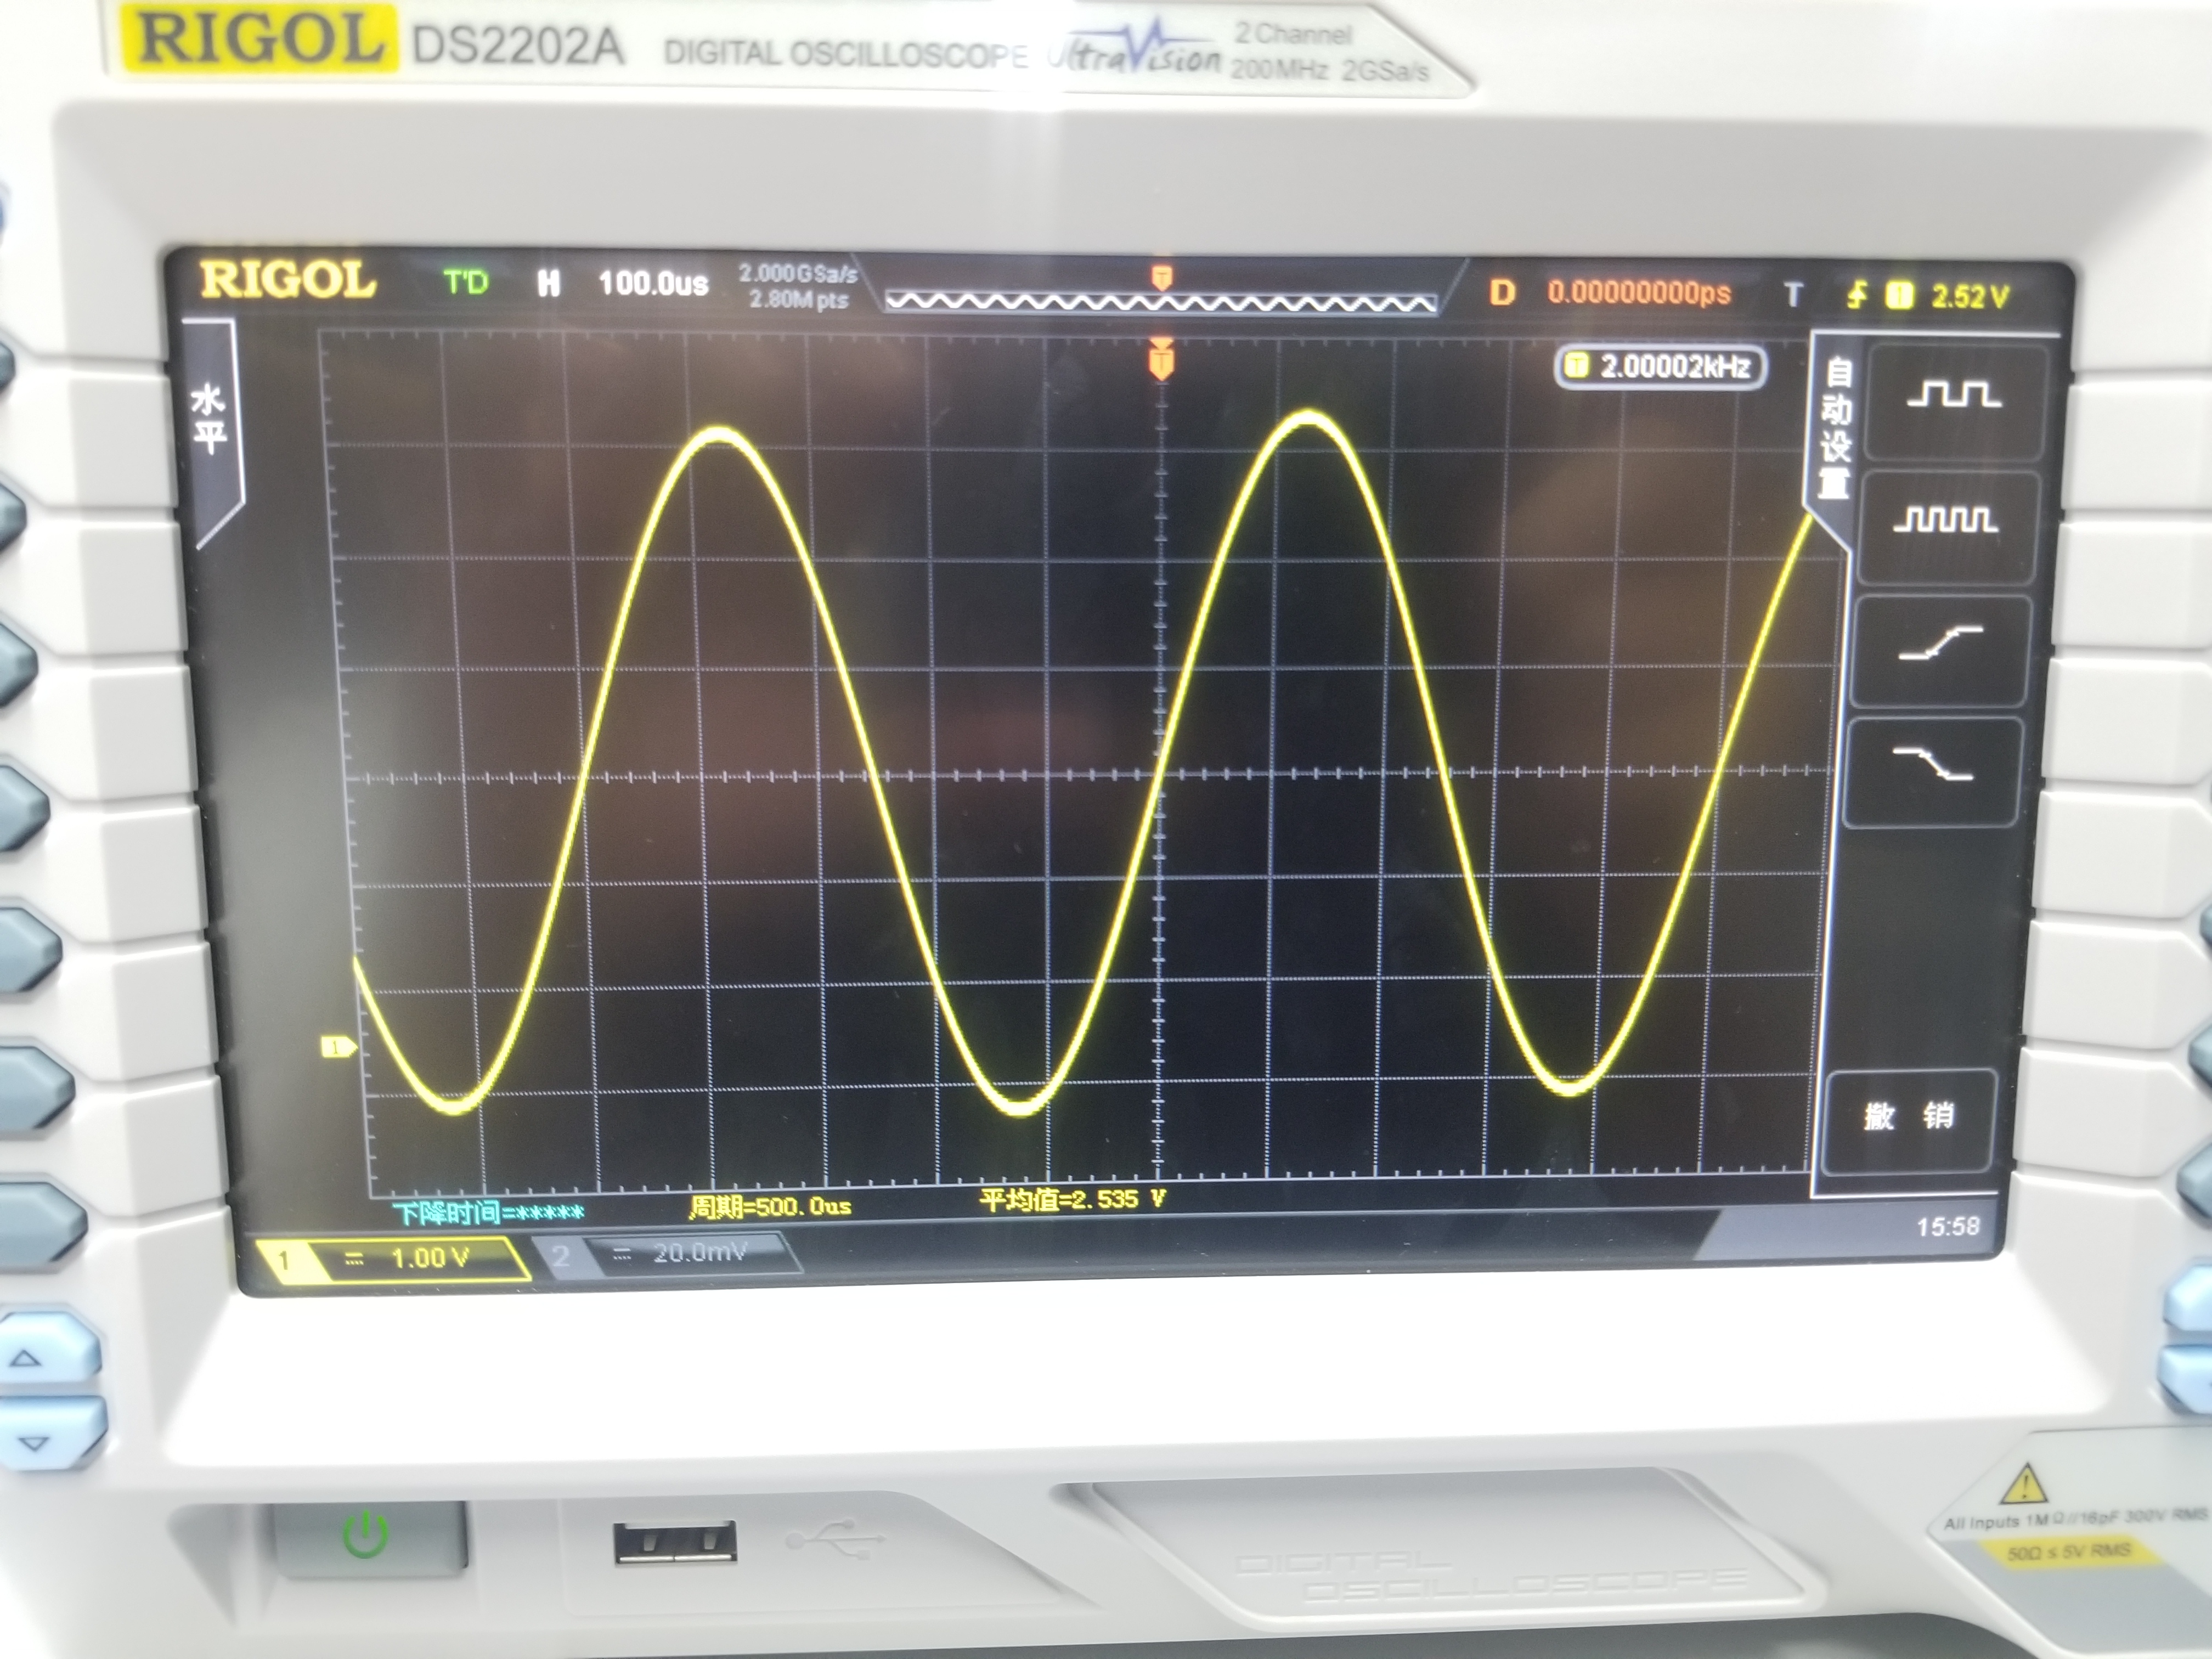 RIGOL DS2202A DIGITAL OSCILLOSCOPE UltraVision 2 Channel
200MHz 2GSa/s
RIGOL T'D H 100.0us 2.000GSa/s
2.80M pts
T
D 0.00000000ps T 1 2.52 V
水平
T
2.00002kHz
自动设置
1
撤 销
下降时间=***** 周期=500.0us 平均值=2.535 V
1 1.00 V 2 20.0mV
15:58
All Inputs 1MΩ//16pF 300V RMS
50Ω ≤ 5V RMS
DIGITAL
OSCILLOSCOPE